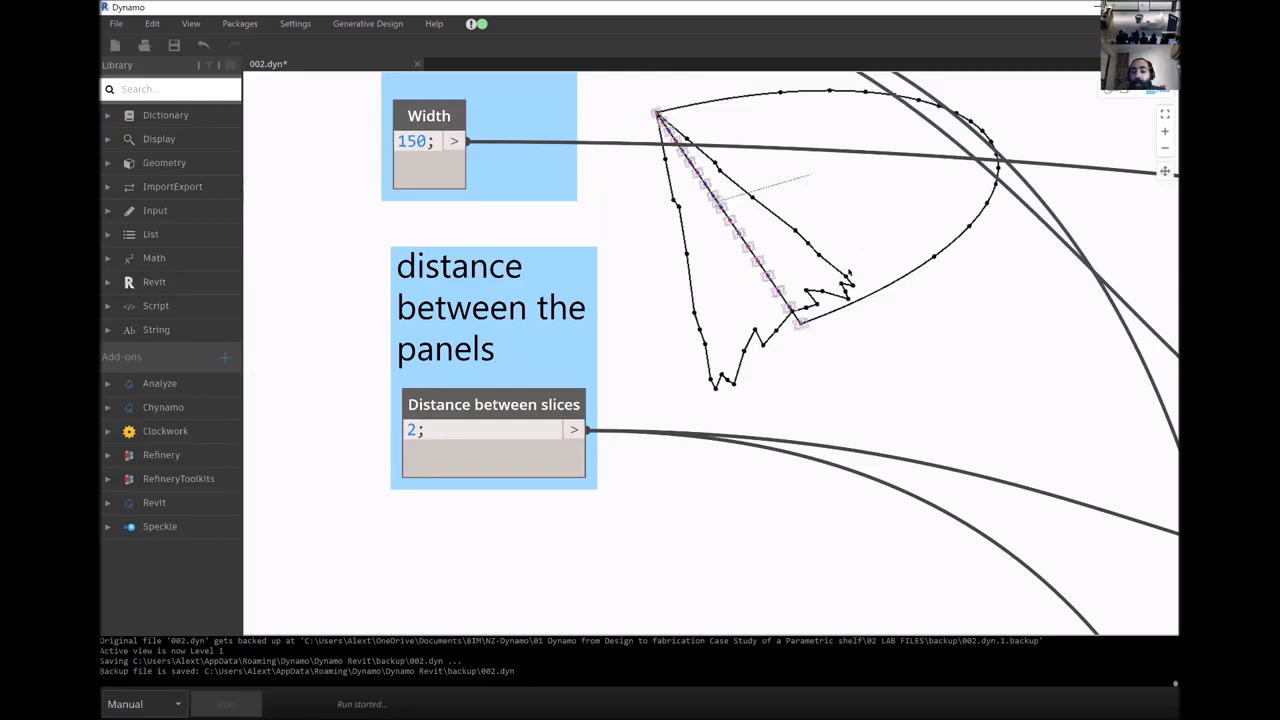 Dynamo
File Edit View Packages Settings Generative Design Help
Library
002.dyn*
Search...
Dictionary
Display
Geometry
ImportExport
Input
List
Math
Revit
Script
String
Add-ons
Analyze
Chynamo
Clockwork
Refinery
RefineryToolkits
Revit
Speckle
Width
150; >
distance
between the
panels
Distance between slices
2; >
Original file '002.dyn' gets backed up at 'C:\Users\Alext\OneDrive\Documents\BIM\NZ-Dynamo\01 Dynamo from Design to fabrication Case Study of a Parametric shelf\02 LAB FILES\backup\002.dyn.1.backup'
Active view is now Level 1
Saving C:\Users\Alext\AppData\Roaming\Dynamo\Dynamo Revit\backup\002.dyn ...
Backup file is saved: C:\Users\Alext\AppData\Roaming\Dynamo\Dynamo Revit\backup\002.dyn
Manual Run Run started...